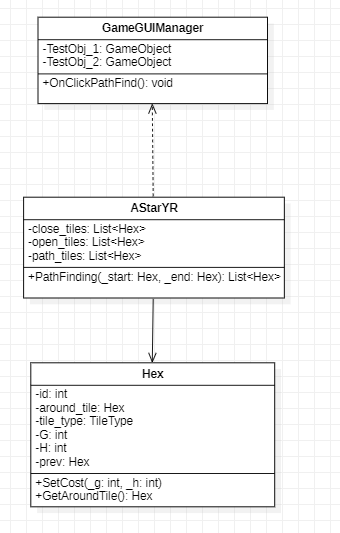 GameGUIManager
-TestObj_1: GameObject
-TestObj_2: GameObject
+OnClickPathFind(): void
AStarYR
-close_tiles: List<Hex>
-open_tiles: List<Hex>
-path_tiles: List<Hex>
+PathFinding(_start: Hex, _end: Hex): List<Hex>
Hex
-id: int
-around_tile: Hex
-tile_type: TileType
-G: int
-H: int
-prev: Hex
+SetCost(_g: int, _h: int)
+GetAroundTile(): Hex